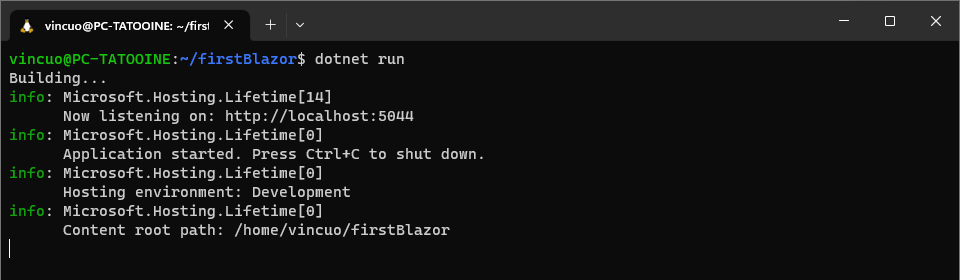 vincuo@PC-TATOOINE: ~/first
vincuo@PC-TATOOINE:~/firstBlazor$ dotnet run
Building...
info: Microsoft.Hosting.Lifetime[14]
      Now listening on: http://localhost:5044
info: Microsoft.Hosting.Lifetime[0]
      Application started. Press Ctrl+C to shut down.
info: Microsoft.Hosting.Lifetime[0]
      Hosting environment: Development
info: Microsoft.Hosting.Lifetime[0]
      Content root path: /home/vincuo/firstBlazor